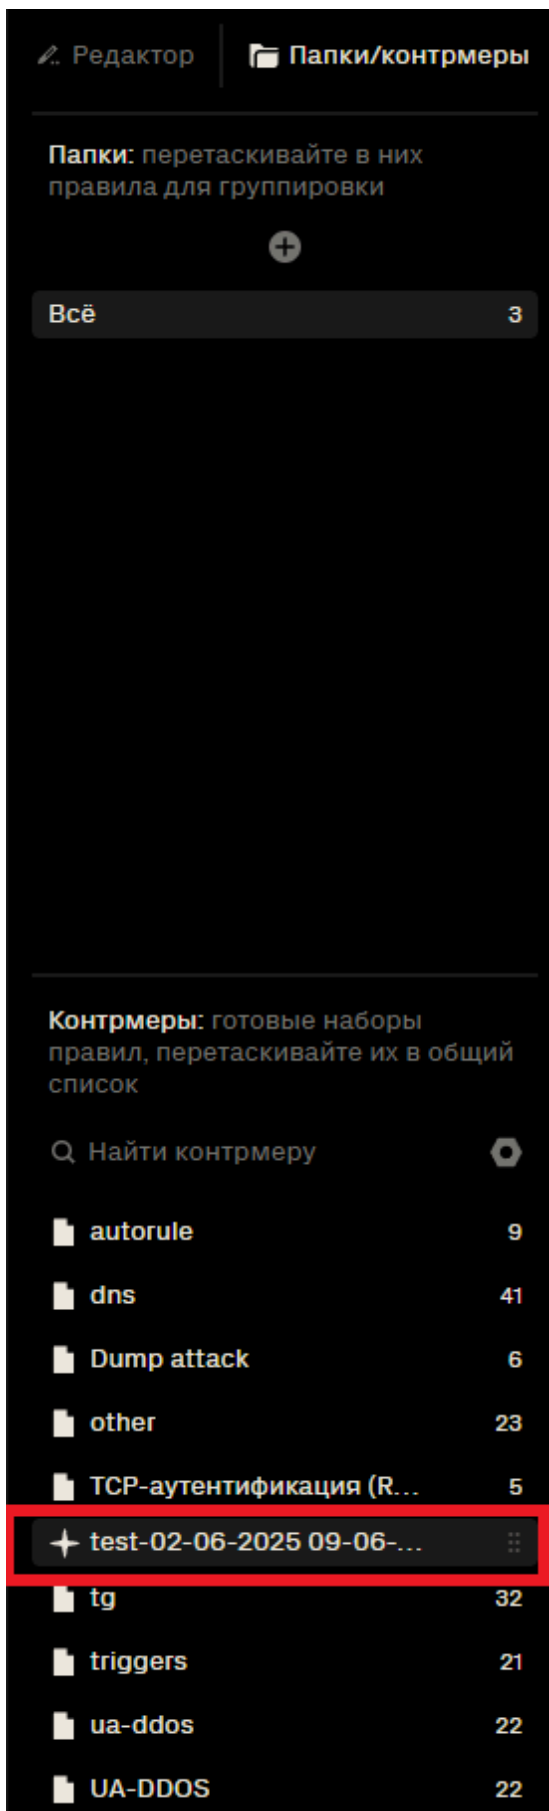 Редактор
Папки/контрмеры
Папки: перетаскивайте в них
правила для группировки
Всё 3
Контрмеры: готовые наборы
правил, перетаскивайте их в общий
список
Найти контрмеру
autorule 9
dns 41
Dump attack 6
other 23
TCP-аутентификация (R... 5
test-02-06-2025 09-06-...
tg 32
triggers 21
ua-ddos 22
UA-DDOS 22